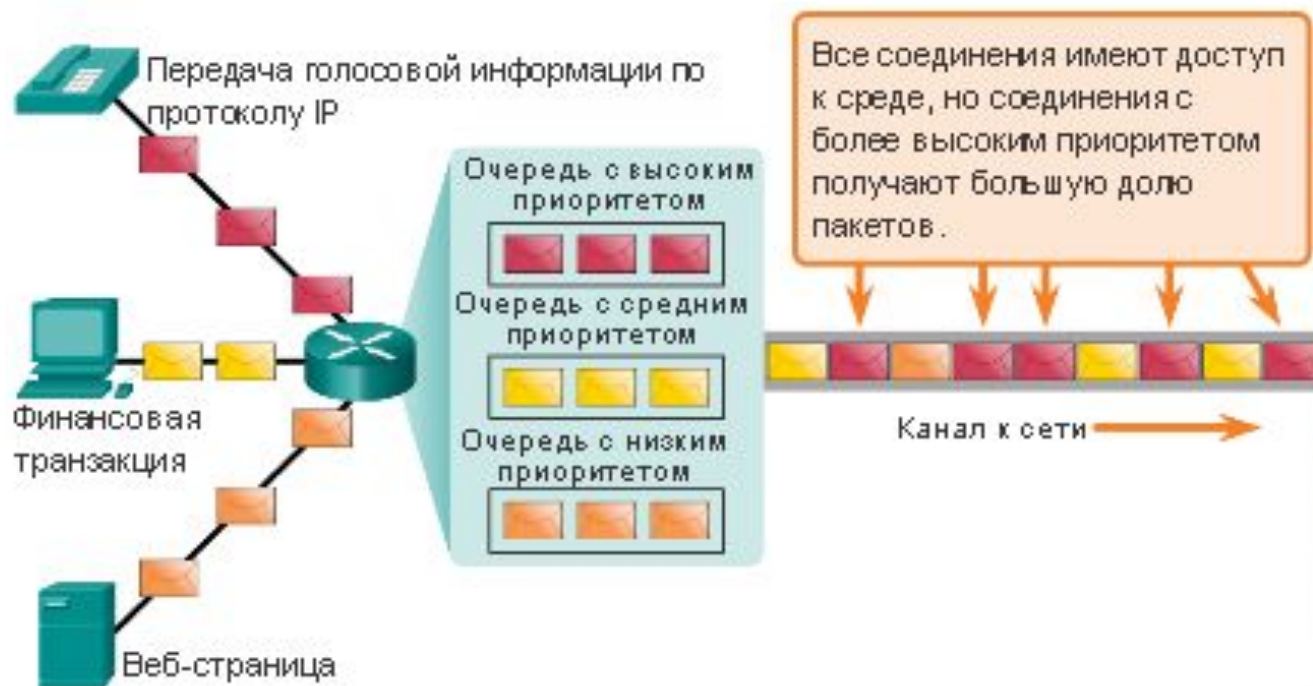 Передача голосовой информации по
протоколу IP
Все соединения имеют доступ
к среде, но соединения с
более высоким приоритетом
получают большую долю
пакетов.
Очередь с высоким
приоритетом
Очередь с средним
приоритетом
Очередь с низким
приоритетом
Финансовая
транзакция
Канал к сети
Веб-страница